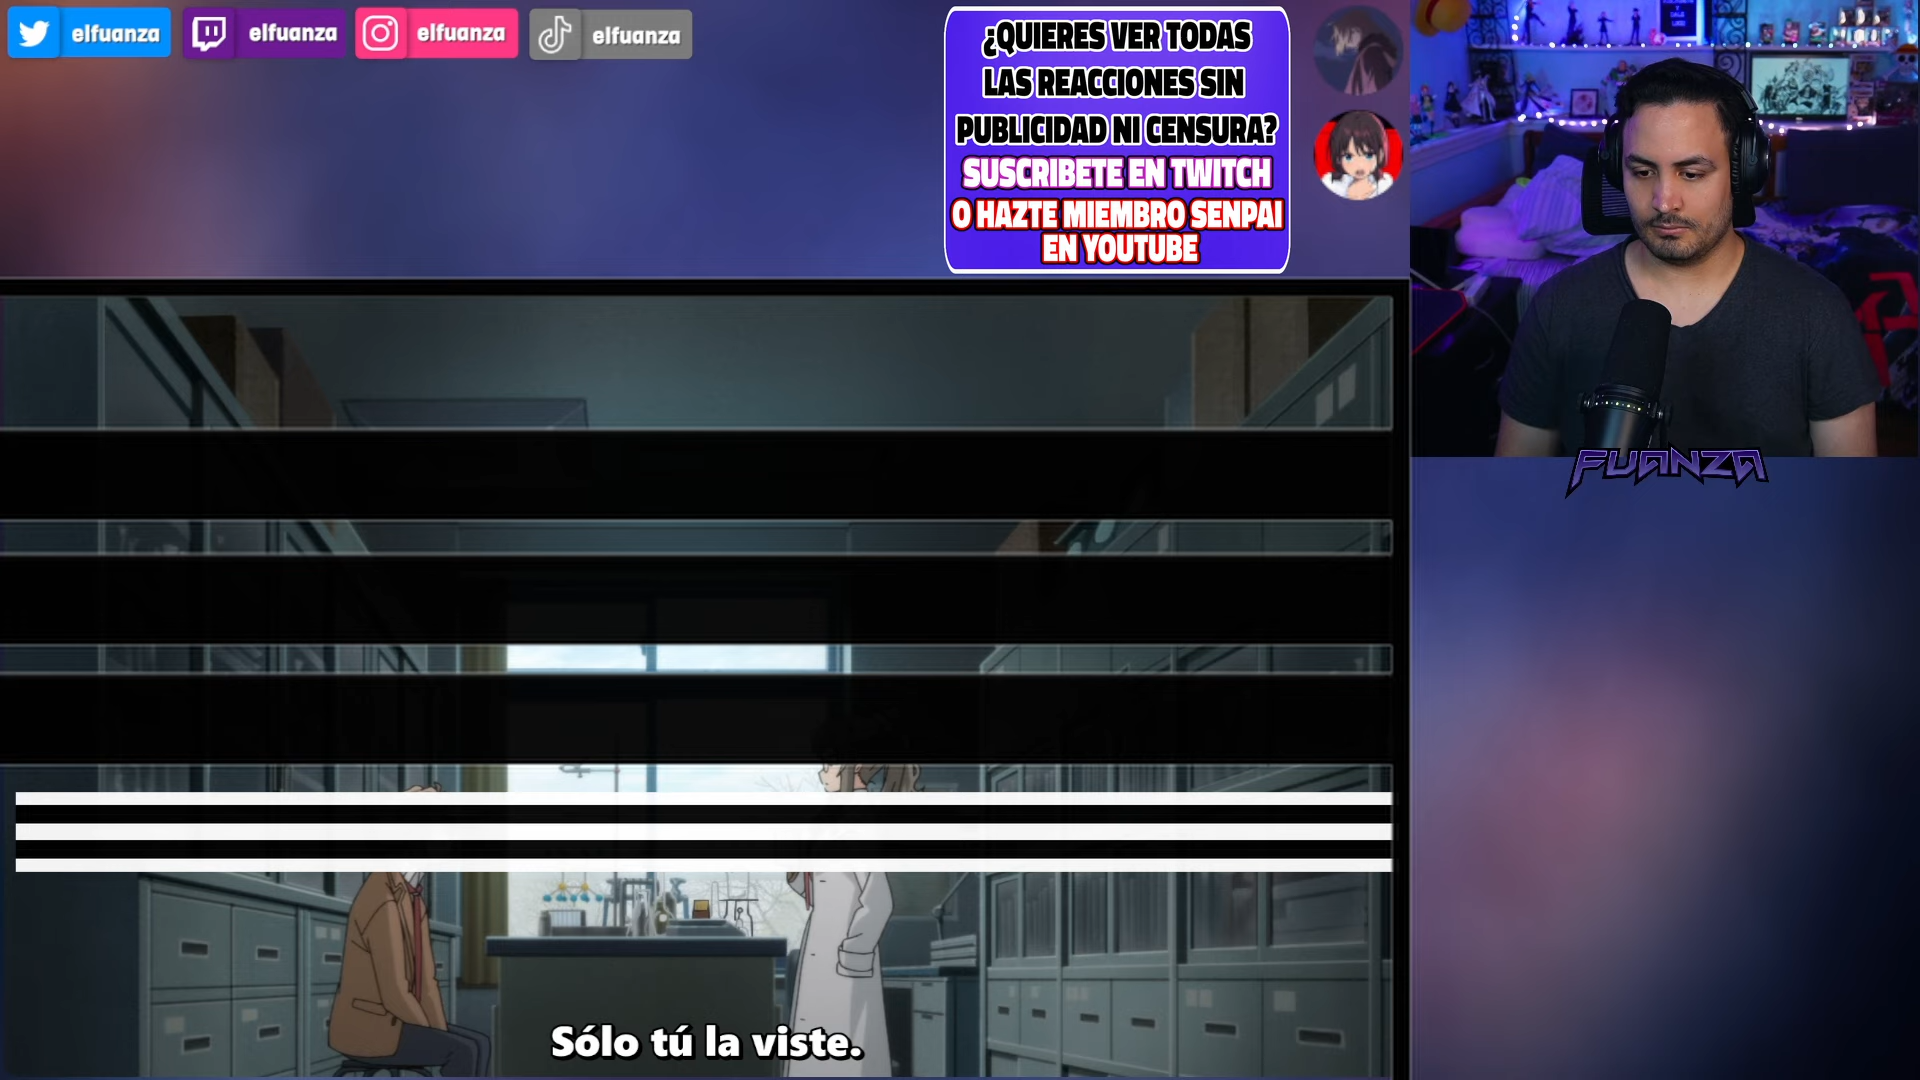 elfuanza elfuanza elfuanza elfuanza
¿QUIERES VER TODAS
LAS REACCIONES SIN
PUBLICIDAD NI CENSURA?
SUSCRIBETE EN TWITCH
O HAZTE MIEMBRO SENPAI
EN YOUTUBE
FUANZA
Sólo tú la viste.